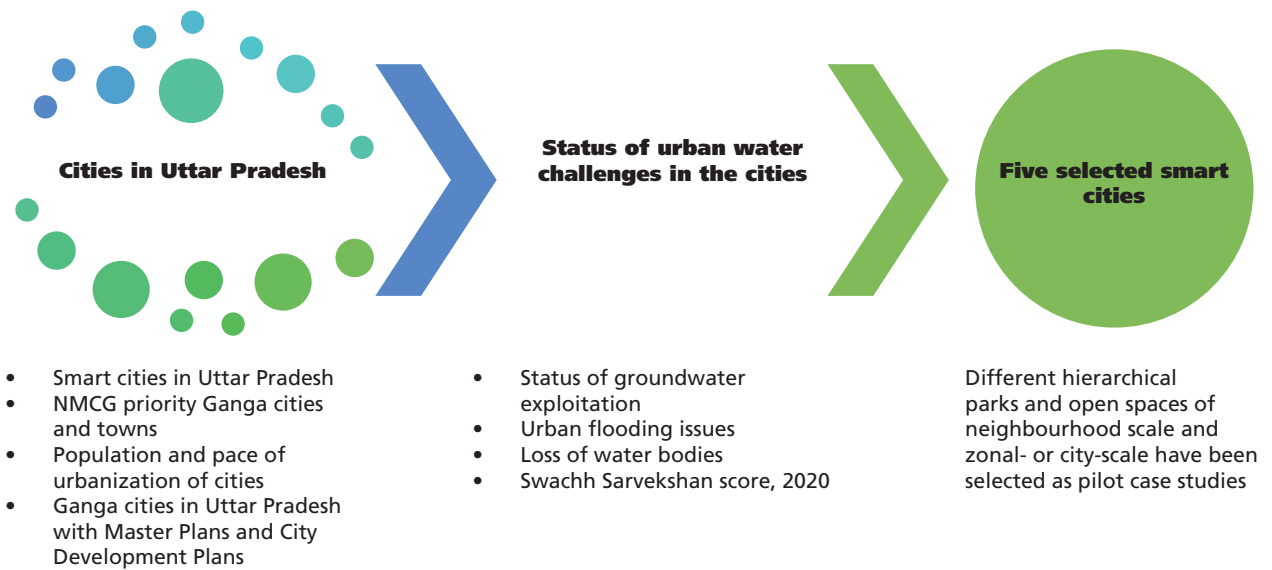 Cities in Uttar Pradesh
• Smart cities in Uttar Pradesh
• NMCG priority Ganga cities
and towns
• Population and pace of
urbanization of cities
• Ganga cities in Uttar Pradesh
with Master Plans and City
Development Plans
Status of urban water
challenges in the cities
• Status of groundwater
exploitation
• Urban flooding issues
• Loss of water bodies
• Swachh Sarvekshan score, 2020
Five selected smart
cities
Different hierarchical
parks and open spaces of
neighbourhood scale and
zonal- or city-scale have been
selected as pilot case studies